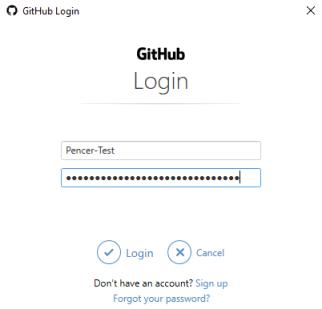 GitHub Login
GitHub
Login
Pencer-Test
●●●●●●●●●●●●●●●●●●●●●●●●●●●●●●
Login Cancel
Don't have an account? Sign up
Forgot your password?